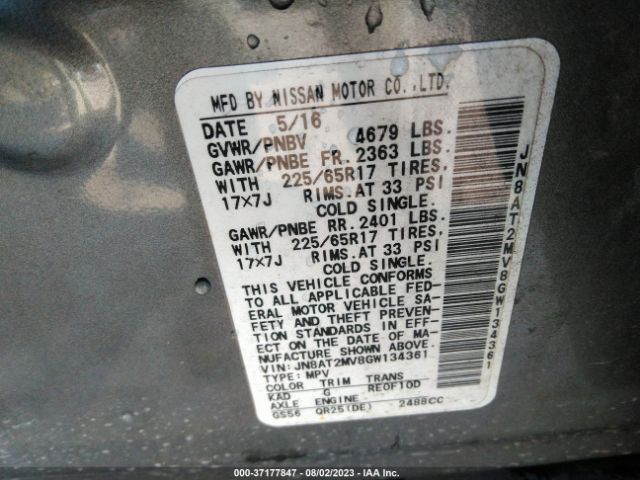 MFD BY NISSAN MOTOR CO.,LTD.
DATE 5/16
GVWR/PNBV 4679 LBS.
GAWR/PNBE FR. 2363 LBS.
WITH 225/65R17 TIRES,
17×7J RIMS.AT 33 PSI
COLD SINGLE.
GAWR/PNBE RR. 2401 LBS.
WITH 225/65R17 TIRES,
17×7J RIMS.AT 33 PSI
COLD SINGLE.
THIS VEHICLE CONFORMS
TO ALL APPLICABLE FED-
ERAL MOTOR VEHICLE SA-
FETY AND THEFT PREVEN-
TION STANDARDS IN EFF-
ECT ON THE DATE OF MA-
NUFACTURE SHOWN ABOVE.
VIN:JN8AT2MV8GW134361
TYPE:MPV
COLOR TRIM TRANS
KAD G RE0F10D
AXLE ENGINE
GS56 QR25(DE) 2488CC
JN8AT2MV8GW134361
000-37177847 - 08/02/2023 - IAA Inc.